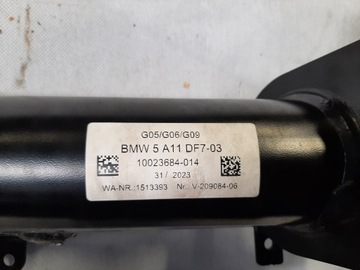 G05/G06/G09
BMW 5 A11 DF7-03
10023684-014
31/ 2023
WA-NR.:1513393 Nr.: V-209084-06